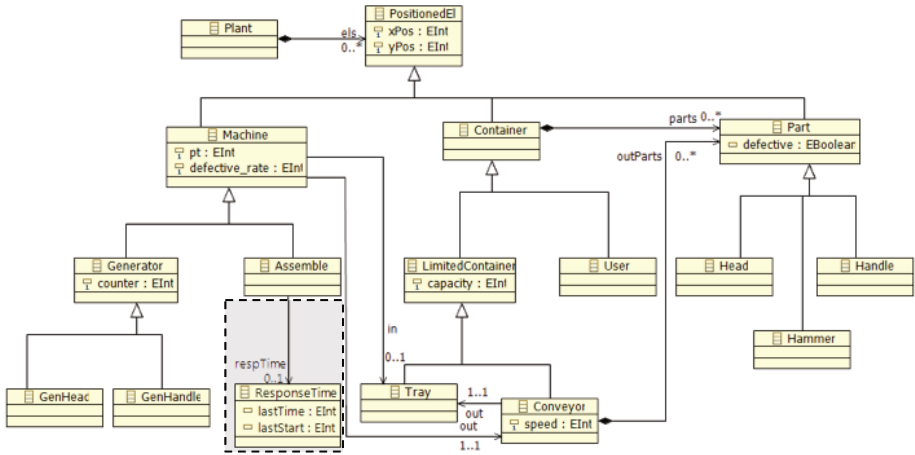 Plant
PositionedEl
xPos : EInt
yPos : EInt
els
0..*
Machine
pt : EInt
defective_rate : EInt
Container
parts 0..*
Part
defective : EBoolean
outParts 0..*
Generator
counter : EInt
Assemble
LimitedContainer
capacity : EInt
User
Head
Handle
Hammer
in
0..1
respTime
0..1
GenHead
GenHandle
ResponseTime
lastTime : EInt
lastStart : EInt
Tray
1..1
out
out
1..1
Conveyor
speed : EInt